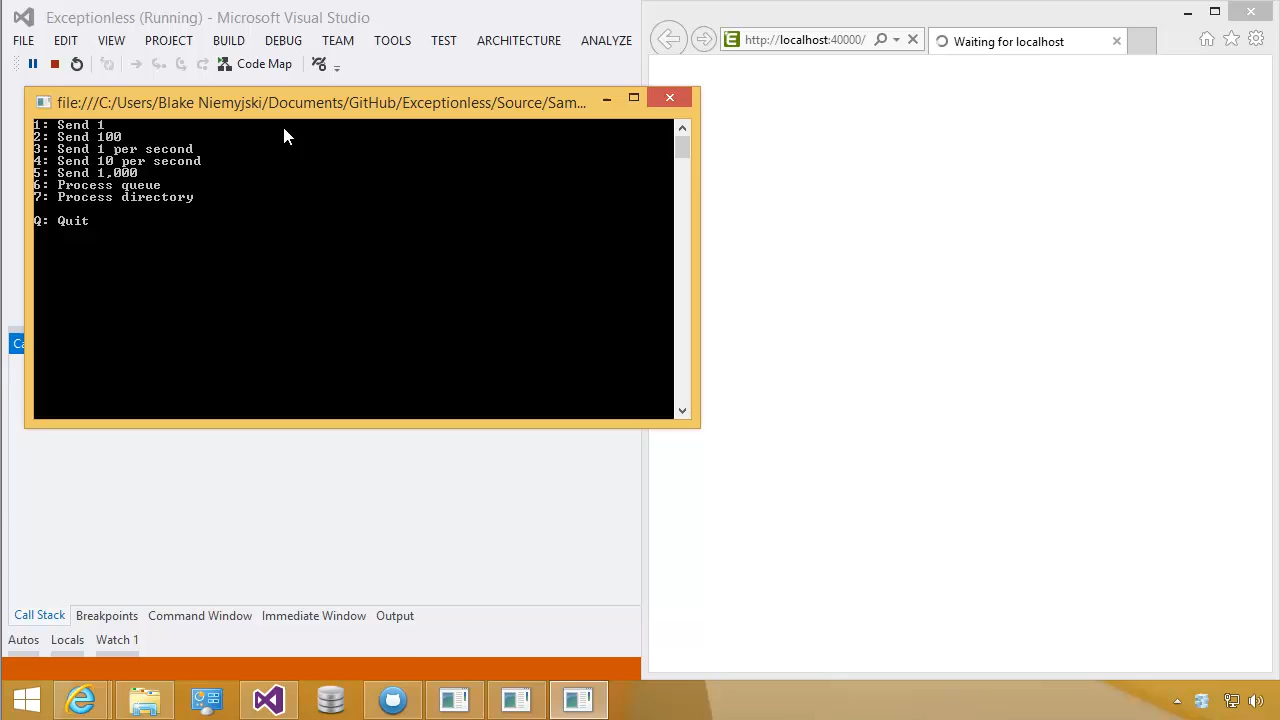 Exceptionless (Running) - Microsoft Visual Studio
FILE EDIT VIEW PROJECT BUILD DEBUG TEAM TOOLS TEST ARCHITECTURE ANALYZE
Code Map
http://localhost:40000/
Waiting for localhost
file:///C:/Users/Blake Niemyjski/Documents/GitHub/Exceptionless/Source/Sam...
1: Send 1
2: Send 100
3: Send 1 per second
4: Send 10 per second
5: Send 1,000
6: Process queue
7: Process directory
Q: Quit
Ca
Call Stack Breakpoints Command Window Immediate Window Output
Autos Locals Watch 1